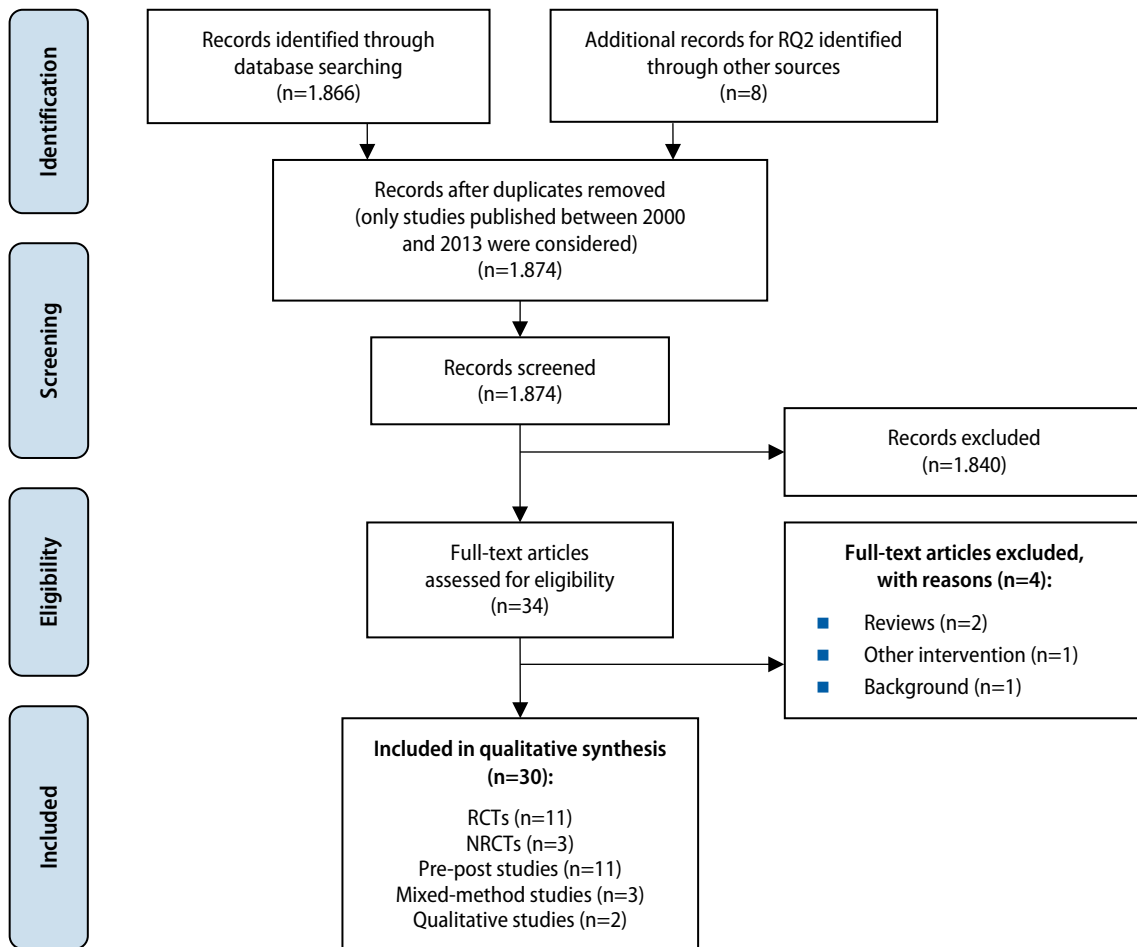 Identification
Records identified through
database searching
(n=1.866)
Additional records for RQ2 identified
through other sources
(n=8)
Records after duplicates removed
(only studies published between 2000
and 2013 were considered)
(n=1.874)
Screening
Records screened
(n=1.874)
Records excluded
(n=1.840)
Eligibility
Full-text articles
assessed for eligibility
(n=34)
Full-text articles excluded,
with reasons (n=4):
Reviews (n=2)
Other intervention (n=1)
Background (n=1)
Included
Included in qualitative synthesis
(n=30):
RCTs (n=11)
NRCTs (n=3)
Pre-post studies (n=11)
Mixed-method studies (n=3)
Qualitative studies (n=2)